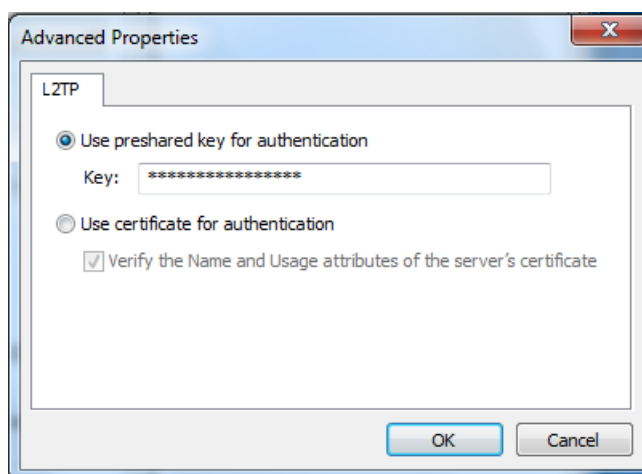 Advanced Properties
L2TP
Use preshared key for authentication
Key: ****************
Use certificate for authentication
Verify the Name and Usage attributes of the server's certificate
OK Cancel